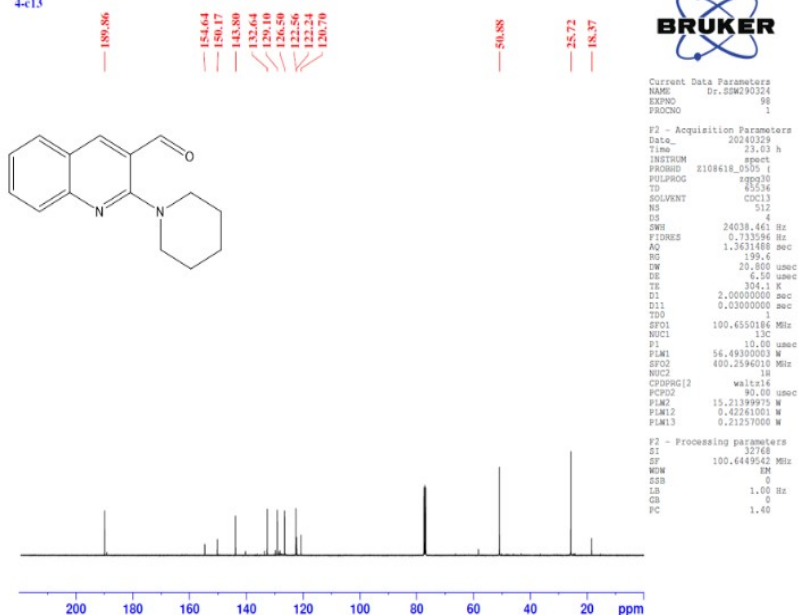 4-c13
189.86
154.64
150.17
143.80
132.64
129.10
126.50
122.56
122.24
120.70
50.88
25.72
18.37
BRUKER
O
N
N
Current Data Parameters
NAME Dr.SSW290324
EXPNO 98
PROCNO 1
F2 - Acquisition Parameters
Date_ 20240329
Time 23.03 h
INSTRUM spect
PROBHD Z108618_0505 (
PULPROG zgpg30
TD 65536
SOLVENT CDCl3
NS 512
DS 4
SWH 24038.461 Hz
FIDRES 0.733596 Hz
AQ 1.3631488 sec
RG 199.6
DW 20.800 usec
DE 6.50 usec
TE 304.1 K
D1 2.00000000 sec
D11 0.03000000 sec
TD0 1
SFO1 100.6550186 MHz
NUC1 13C
P1 10.00 usec
PLW1 56.49300003 W
SFO2 400.2596010 MHz
NUC2 1H
CPDPRG[2 waltz16
PCPD2 90.00 usec
PLW2 15.21399975 W
PLW12 0.42261001 W
PLW13 0.21257000 W
F2 - Processing parameters
SI 32768
SF 100.6449542 MHz
WDW EM
SSB 0
LB 1.00 Hz
GB 0
PC 1.40
200 180 160 140 120 100 80 60 40 20 ppm